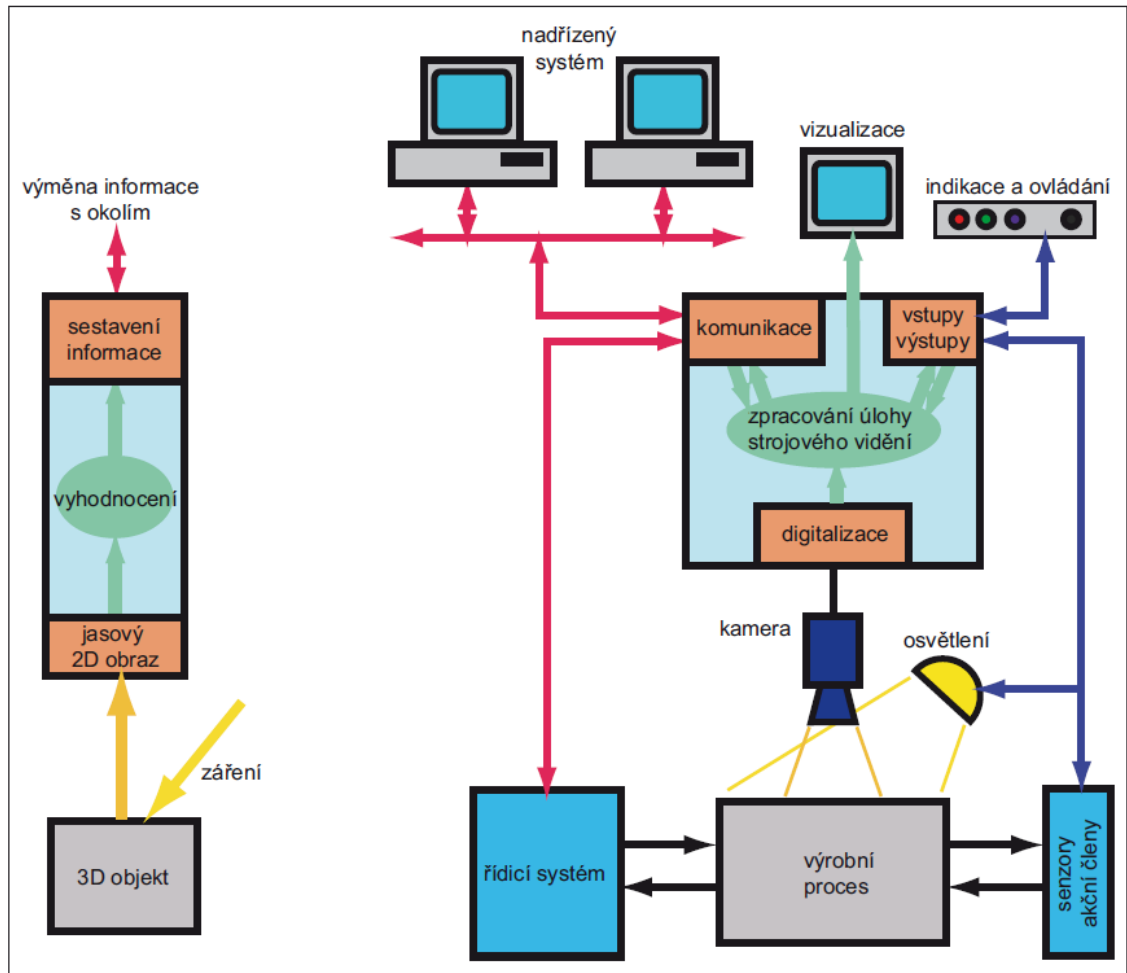 nadřízený
systém
vizualizace
indikace a ovládání
výměna informace
s okolím
sestavení
informace
komunikace
vstupy
výstupy
zpracování úlohy
strojového vidění
vyhodnocení
digitalizace
jasový
2D obraz
kamera
osvětlení
záření
3D objekt
řídicí systém
výrobní
proces
senzory
akční členy